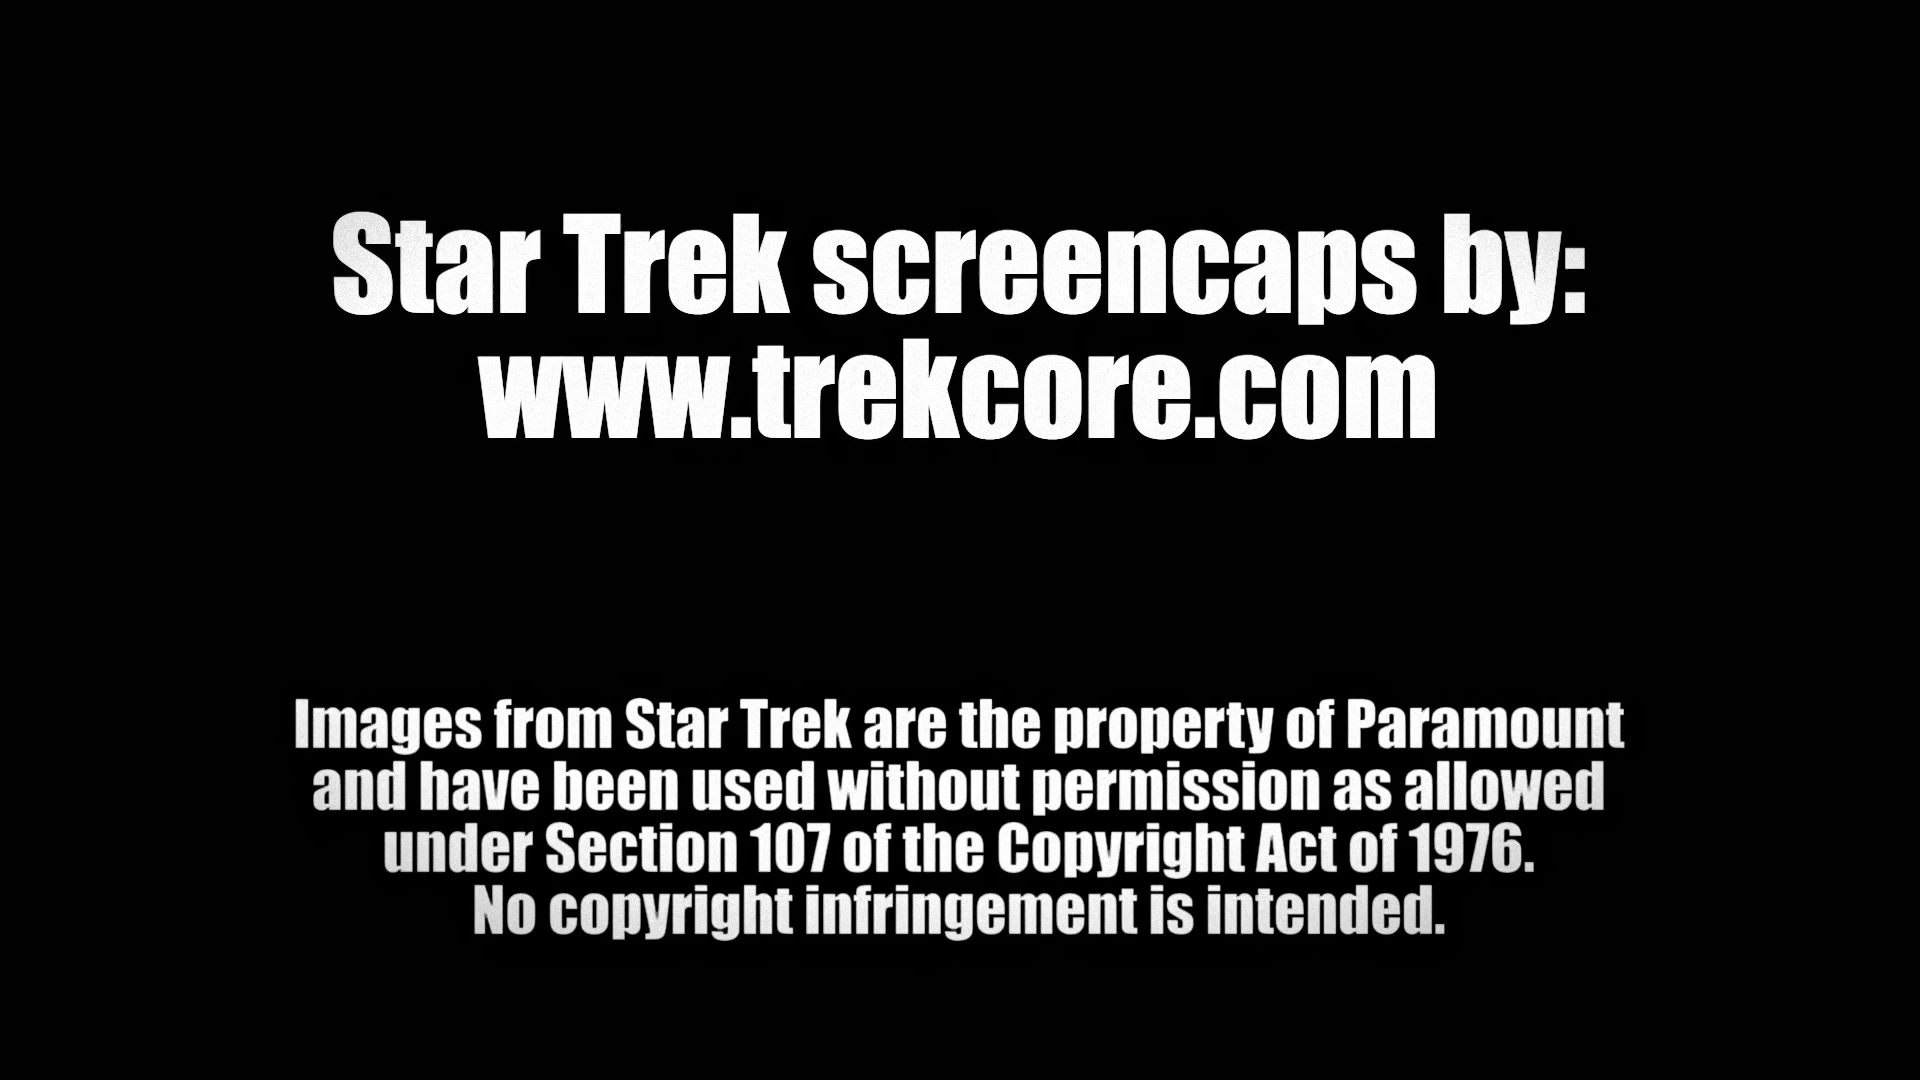 Star Trek screencaps by:
www.trekcore.com
Images from Star Trek are the property of Paramount
and have been used without permission as allowed
under Section 107 of the Copyright Act of 1976.
No copyright infringement is intended.